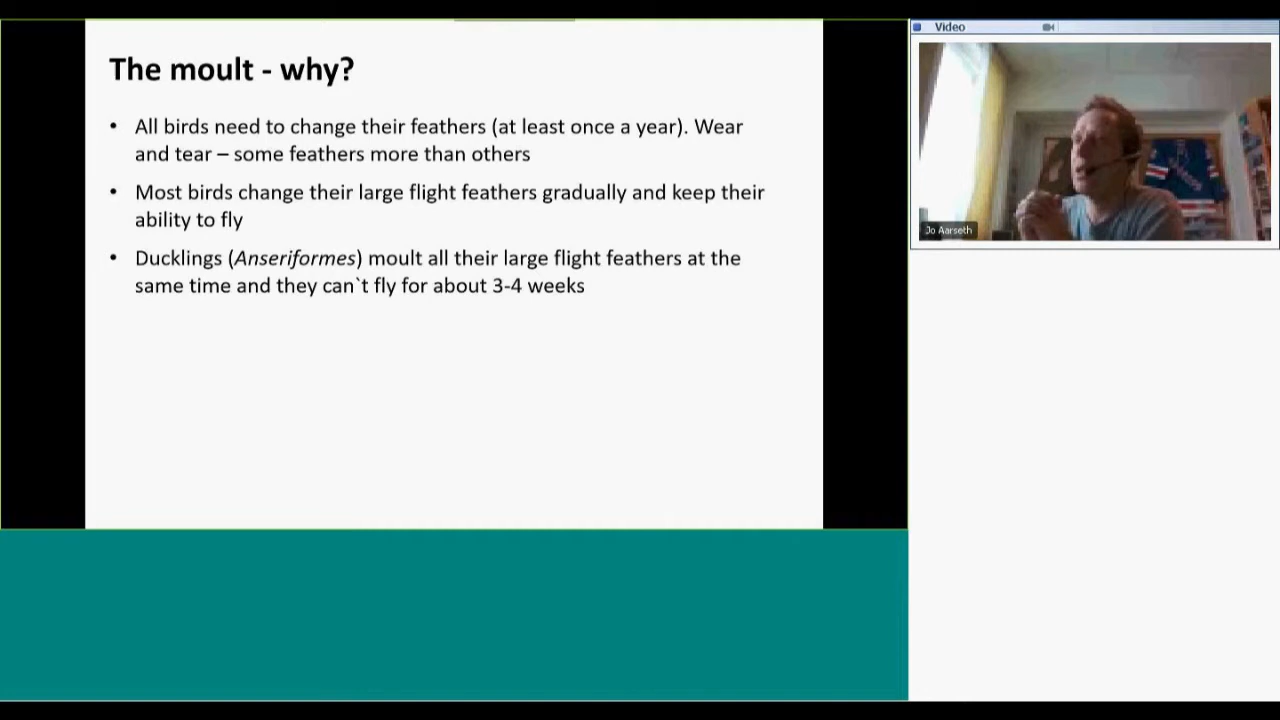 The moult - why?
• All birds need to change their feathers (at least once a year). Wear
and tear – some feathers more than others
• Most birds change their large flight feathers gradually and keep their
ability to fly
• Ducklings (Anseriformes) moult all their large flight feathers at the
same time and they can`t fly for about 3-4 weeks
Video
Jo Aarseth